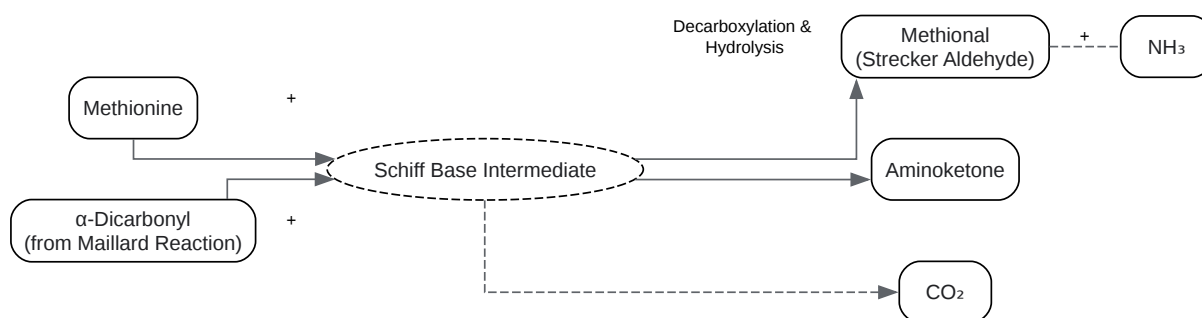 Decarboxylation &
Hydrolysis
Methional
(Strecker Aldehyde)
+
NH₃
Methionine
+
Schiff Base Intermediate
Aminoketone
α-Dicarbonyl
(from Maillard Reaction)
+
CO₂